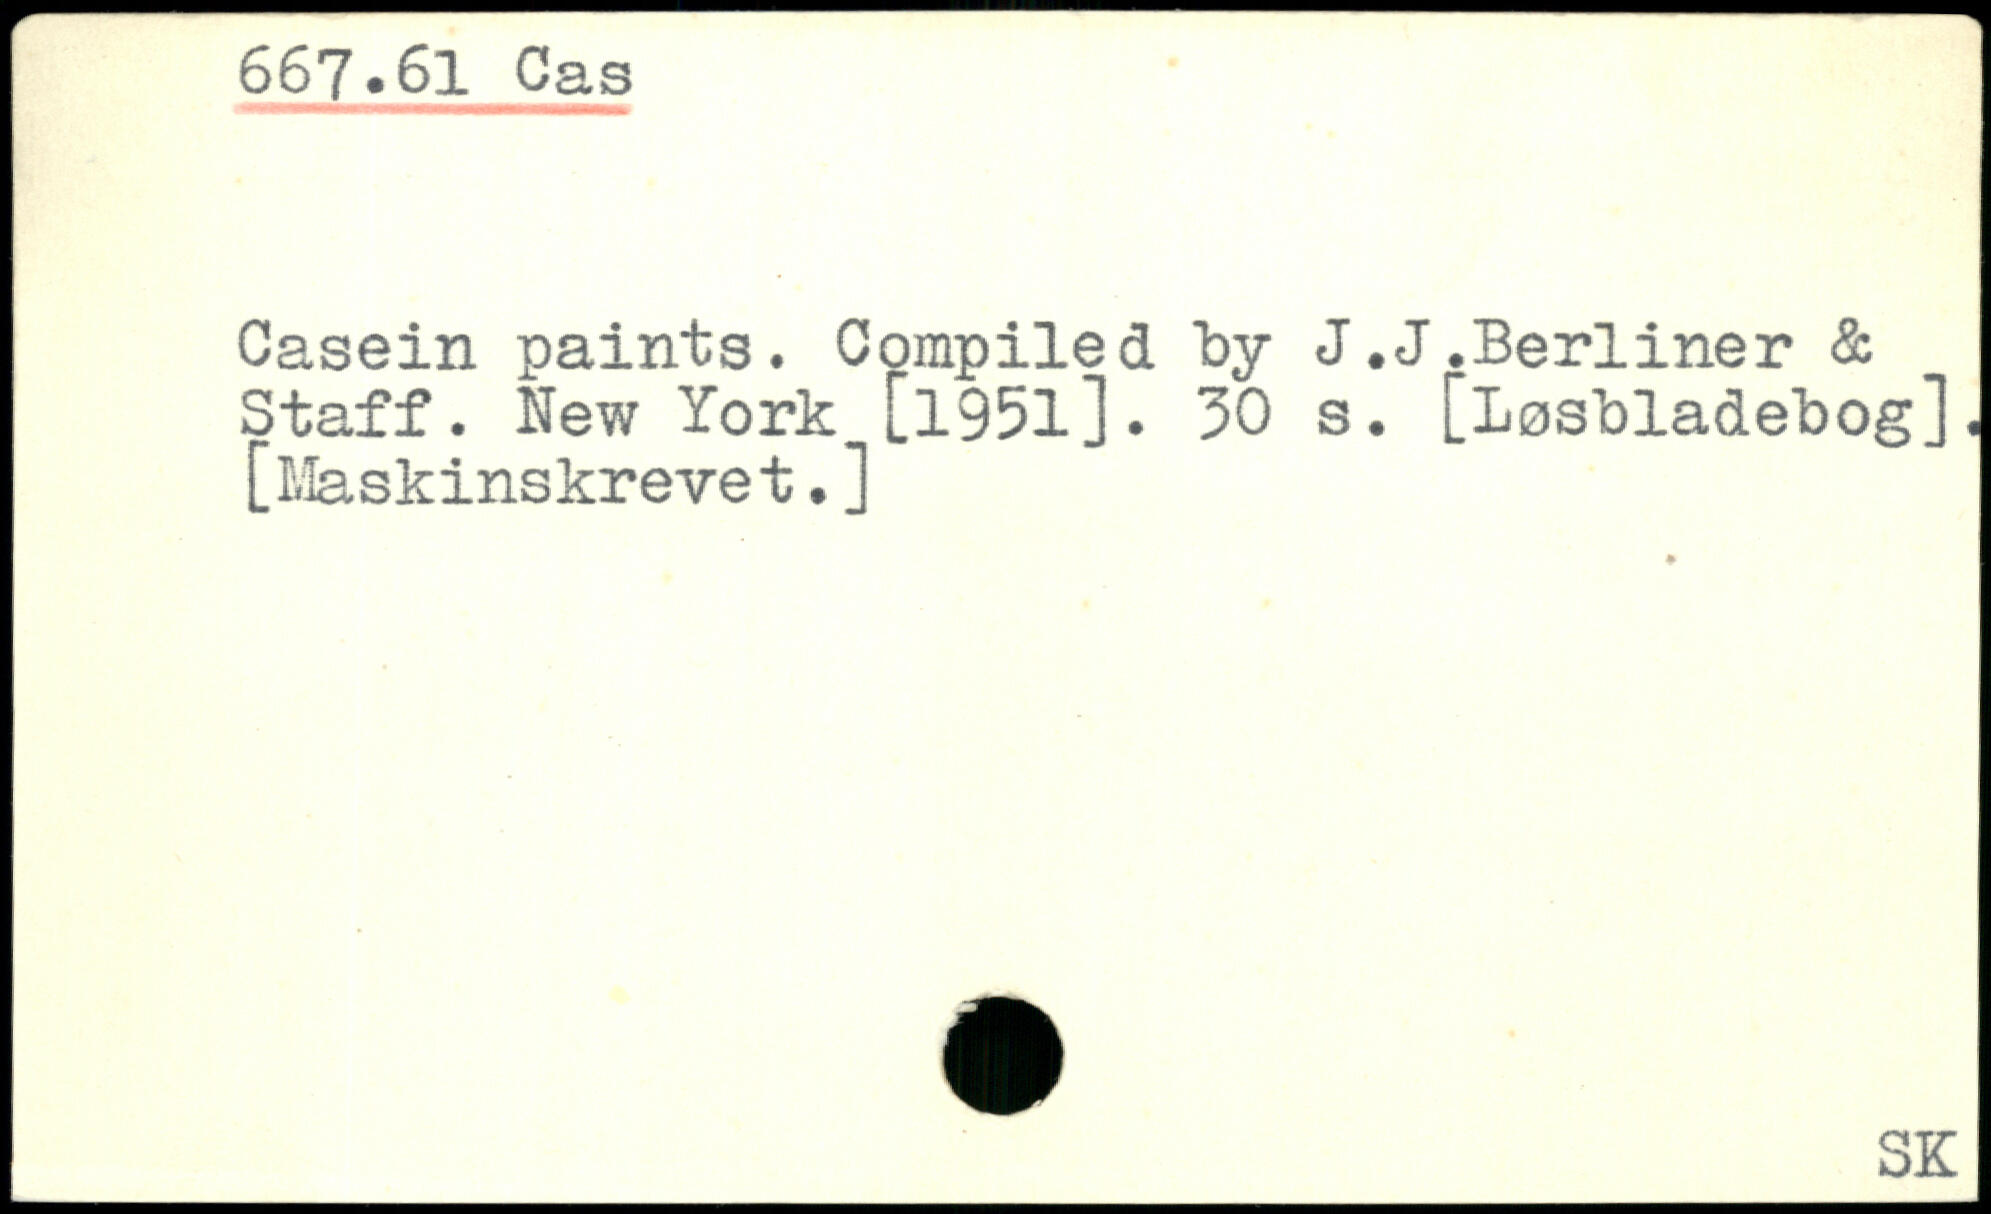 667.61 Cas
Casein paints. Compiled by J.J.Berliner &
Staff. New York [1951]. 30 s. [Løsbladebog].
[Maskinskrevet.]
SK